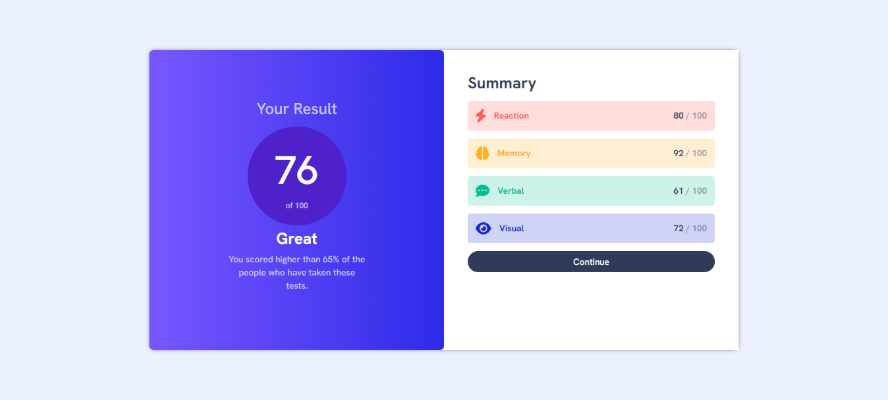 Your Result
76
of 100
Great
You scored higher than 65% of the
people who have taken these
tests.
Summary
Reaction 80 / 100
Memory 92 / 100
Verbal 61 / 100
Visual 72 / 100
Continue